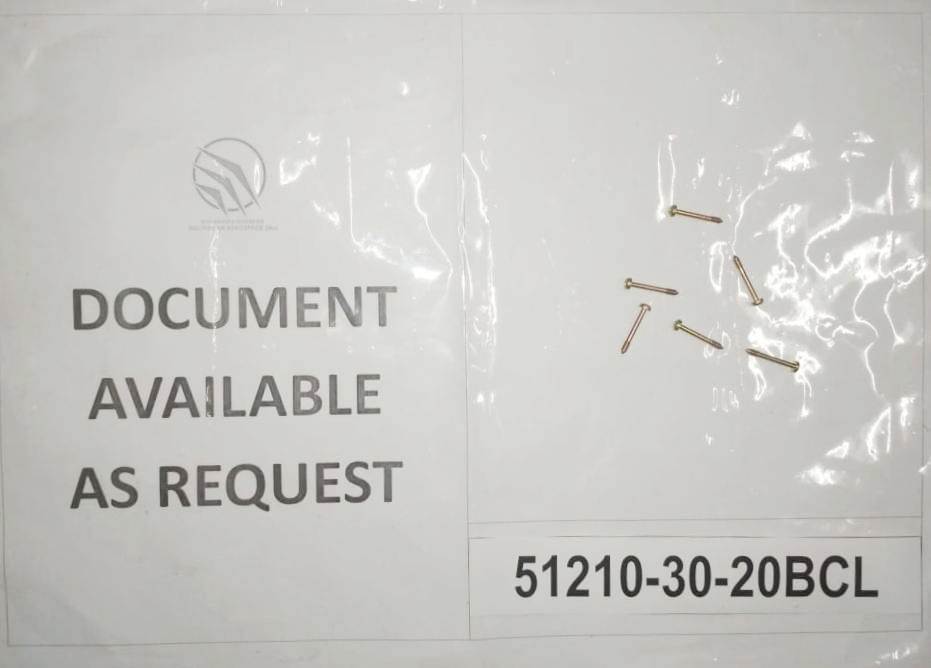 DOCUMENT
AVAILABLE
AS REQUEST
51210-30-20BCL